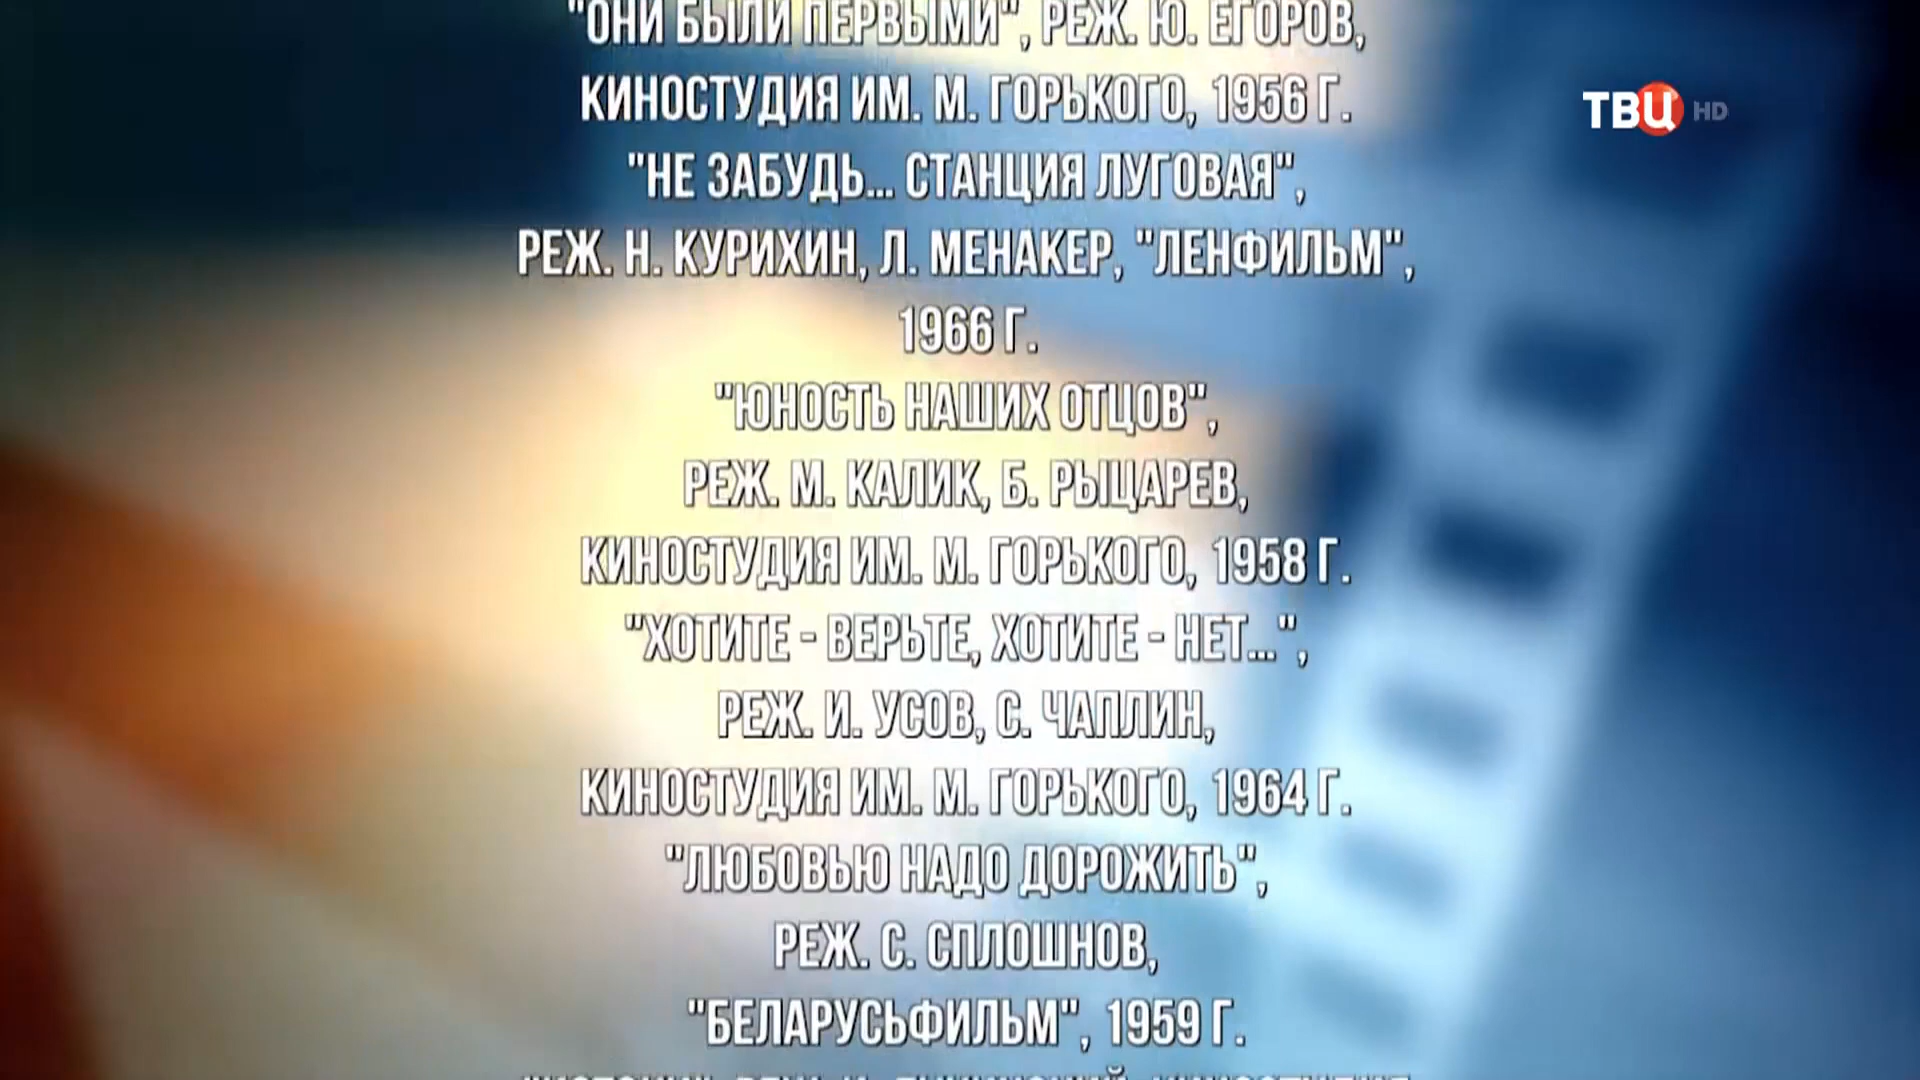 "ОНИ БЫЛИ ПЕРВЫМИ", РЕЖ. Ю. ЕГОРОВ,
КИНОСТУДИЯ ИМ. М. ГОРЬКОГО, 1956 Г.
ТВЦ HD
"НЕ ЗАБУДЬ... СТАНЦИЯ ЛУГОВАЯ",
РЕЖ. Н. КУРИХИН, Л. МЕНАКЕР, "ЛЕНФИЛЬМ",
1966 Г.
"ЮНОСТЬ НАШИХ ОТЦОВ",
РЕЖ. М. КАЛИК, Б. РЫЦАРЕВ,
КИНОСТУДИЯ ИМ. М. ГОРЬКОГО, 1958 Г.
"ХОТИТЕ - ВЕРЬТЕ, ХОТИТЕ - НЕТ...",
РЕЖ. И. УСОВ, С. ЧАПЛИН,
КИНОСТУДИЯ ИМ. М. ГОРЬКОГО, 1964 Г.
"ЛЮБОВЬЮ НАДО ДОРОЖИТЬ",
РЕЖ. С. СПЛОШНОВ,
"БЕЛАРУСЬФИЛЬМ", 1959 Г.